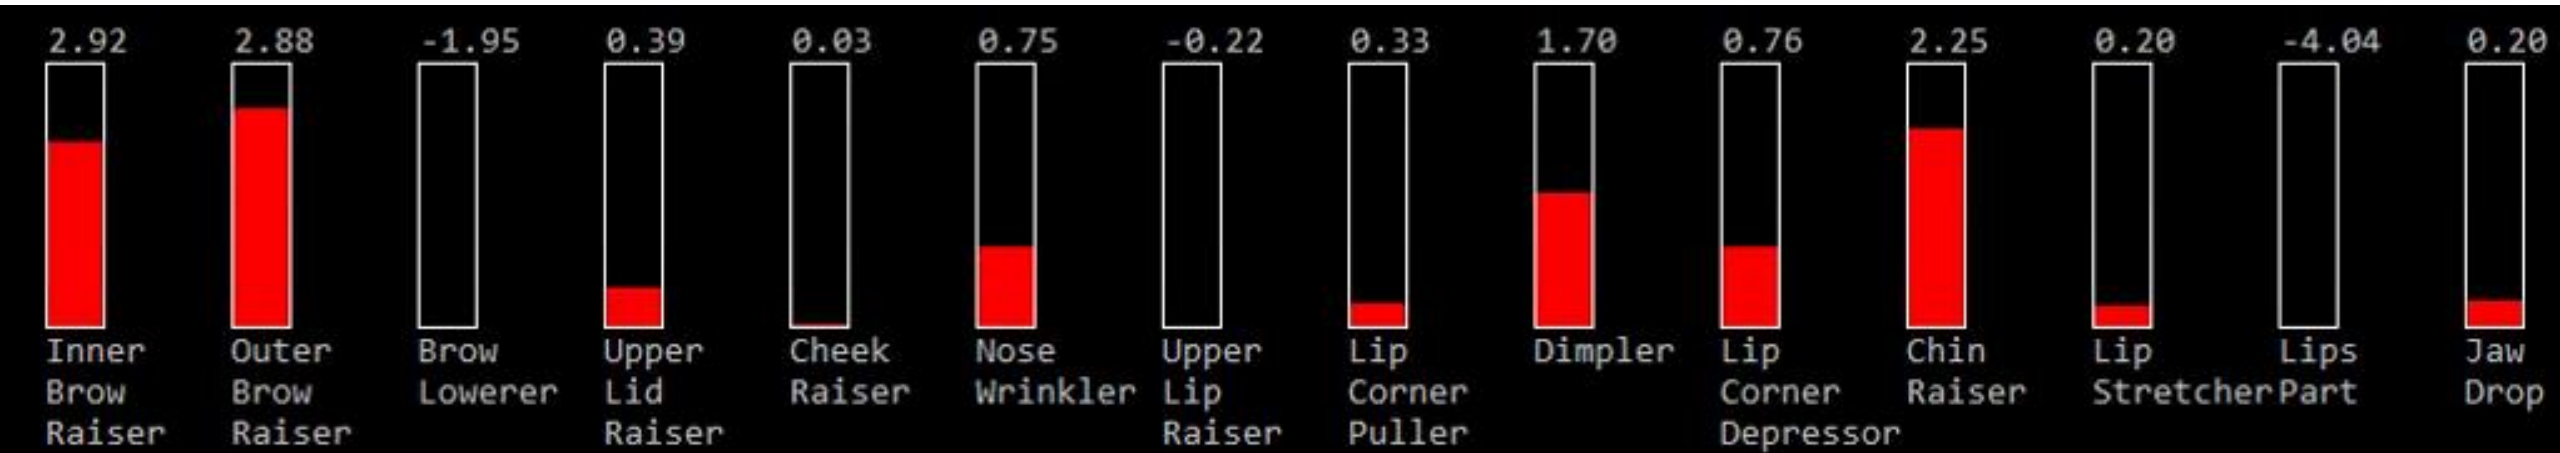 2.92 2.88 -1.95 0.39 0.03 0.75 -0.22 0.33 1.70 0.76 2.25 0.20 -4.04 0.20
Inner Outer Brow Upper Cheek Nose Upper Lip Dimpler Lip Chin Lip Lips Jaw
Brow Brow Lowerer Lid Raiser Wrinkler Lip Corner Corner Raiser Stretcher Part Drop
Raiser Raiser Raiser Raiser Puller Depressor